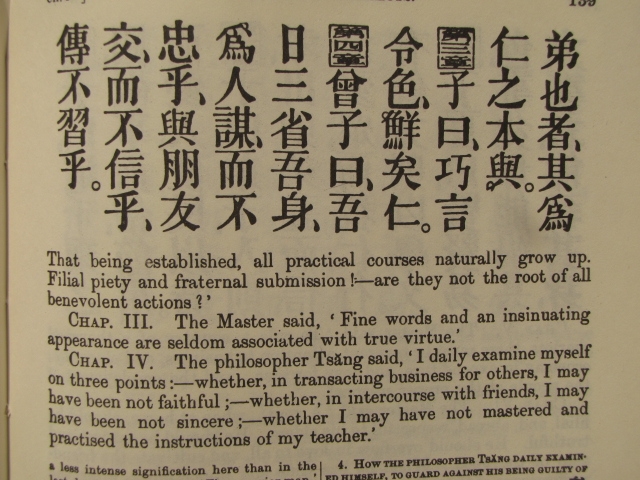 139
弟也者、其爲
仁之本與。
第三章子曰、巧言
令色、鮮矣仁。
第四章曾子曰、吾
日三省吾身、
爲人謀、而不
忠乎、與朋友
交、而不信乎、
傳不習乎。
That being established, all practical courses naturally grow up.
Filial piety and fraternal submission!—are they not the root of all
benevolent actions?'
CHAP. III. The Master said, 'Fine words and an insinuating
appearance are seldom associated with true virtue.'
CHAP. IV. The philosopher Tsăng said, 'I daily examine myself
on three points:—whether, in transacting business for others, I may
have been not faithful;—whether, in intercourse with friends, I may
have been not sincere;—whether I may have not mastered and
practised the instructions of my teacher.'
a less intense signification here than in the
4. HOW THE PHILOSOPHER TSĂNG DAILY EXAMIN-
ED HIMSELF, TO GUARD AGAINST HIS BEING GUILTY OF